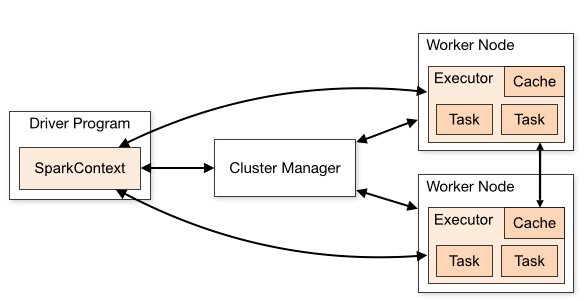 Driver Program
SparkContext
Cluster Manager
Worker Node
Executor
Cache
Task
Task
Worker Node
Executor
Cache
Task
Task